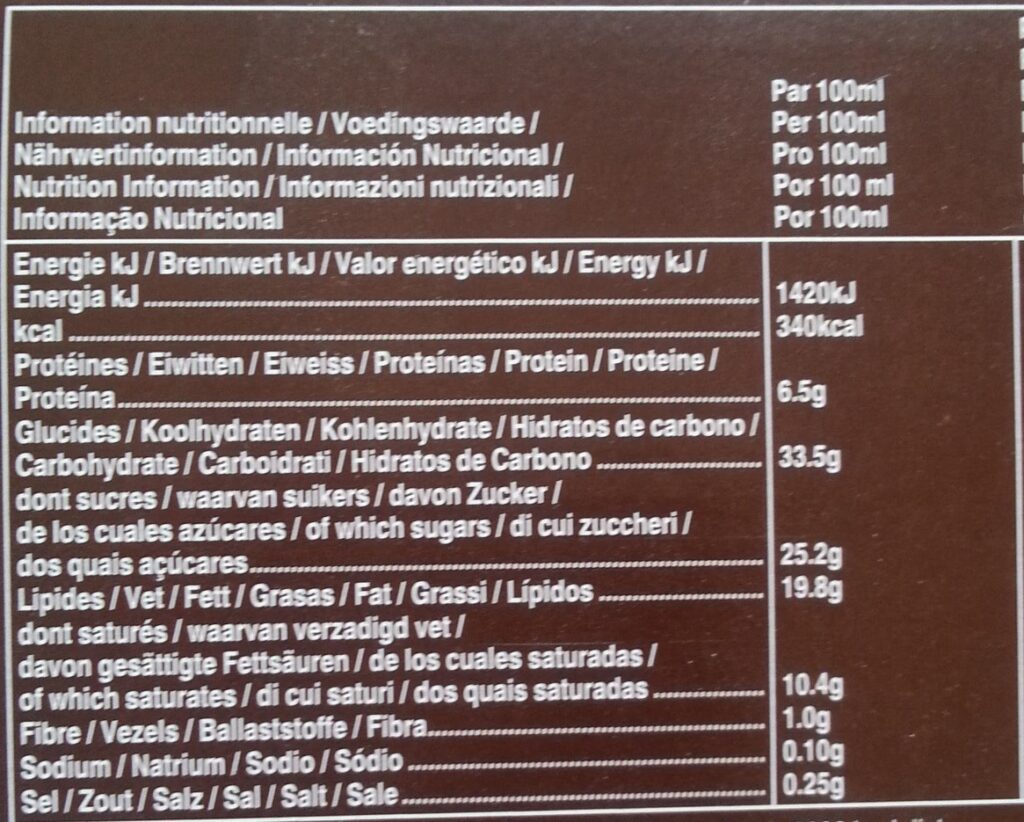 Par 100ml
Information nutritionnelle / Voedingswaarde / Per 100ml
Nährwertinformation / Información Nutricional / Pro 100ml
Nutrition Information / Informazioni nutrizionali / Por 100 ml
Informação Nutricional Por 100ml
Energie kJ / Brennwert kJ / Valor energético kJ / Energy kJ /
Energia kJ 1420kJ
kcal 340kcal
Protéines / Eiwitten / Eiweiss / Proteínas / Protein / Proteine /
Proteína 6.5g
Glucides / Koolhydraten / Kohlenhydrate / Hidratos de carbono /
Carbohydrate / Carboidrati / Hidratos de Carbono 33.5g
dont sucres / waarvan suikers / davon Zucker /
de los cuales azúcares / of which sugars / di cui zuccheri /
dos quais açúcares 25.2g
Lipides / Vet / Fett / Grasas / Fat / Grassi / Lípidos 19.8g
dont saturés / waarvan verzadigd vet /
davon gesättigte Fettsäuren / de los cuales saturadas /
of which saturates / di cui saturi / dos quais saturadas 10.4g
Fibre / Vezels / Ballaststoffe / Fibra 1.0g
Sodium / Natrium / Sodio / Sódio 0.10g
Sel / Zout / Salz / Sal / Salt / Sale 0.25g